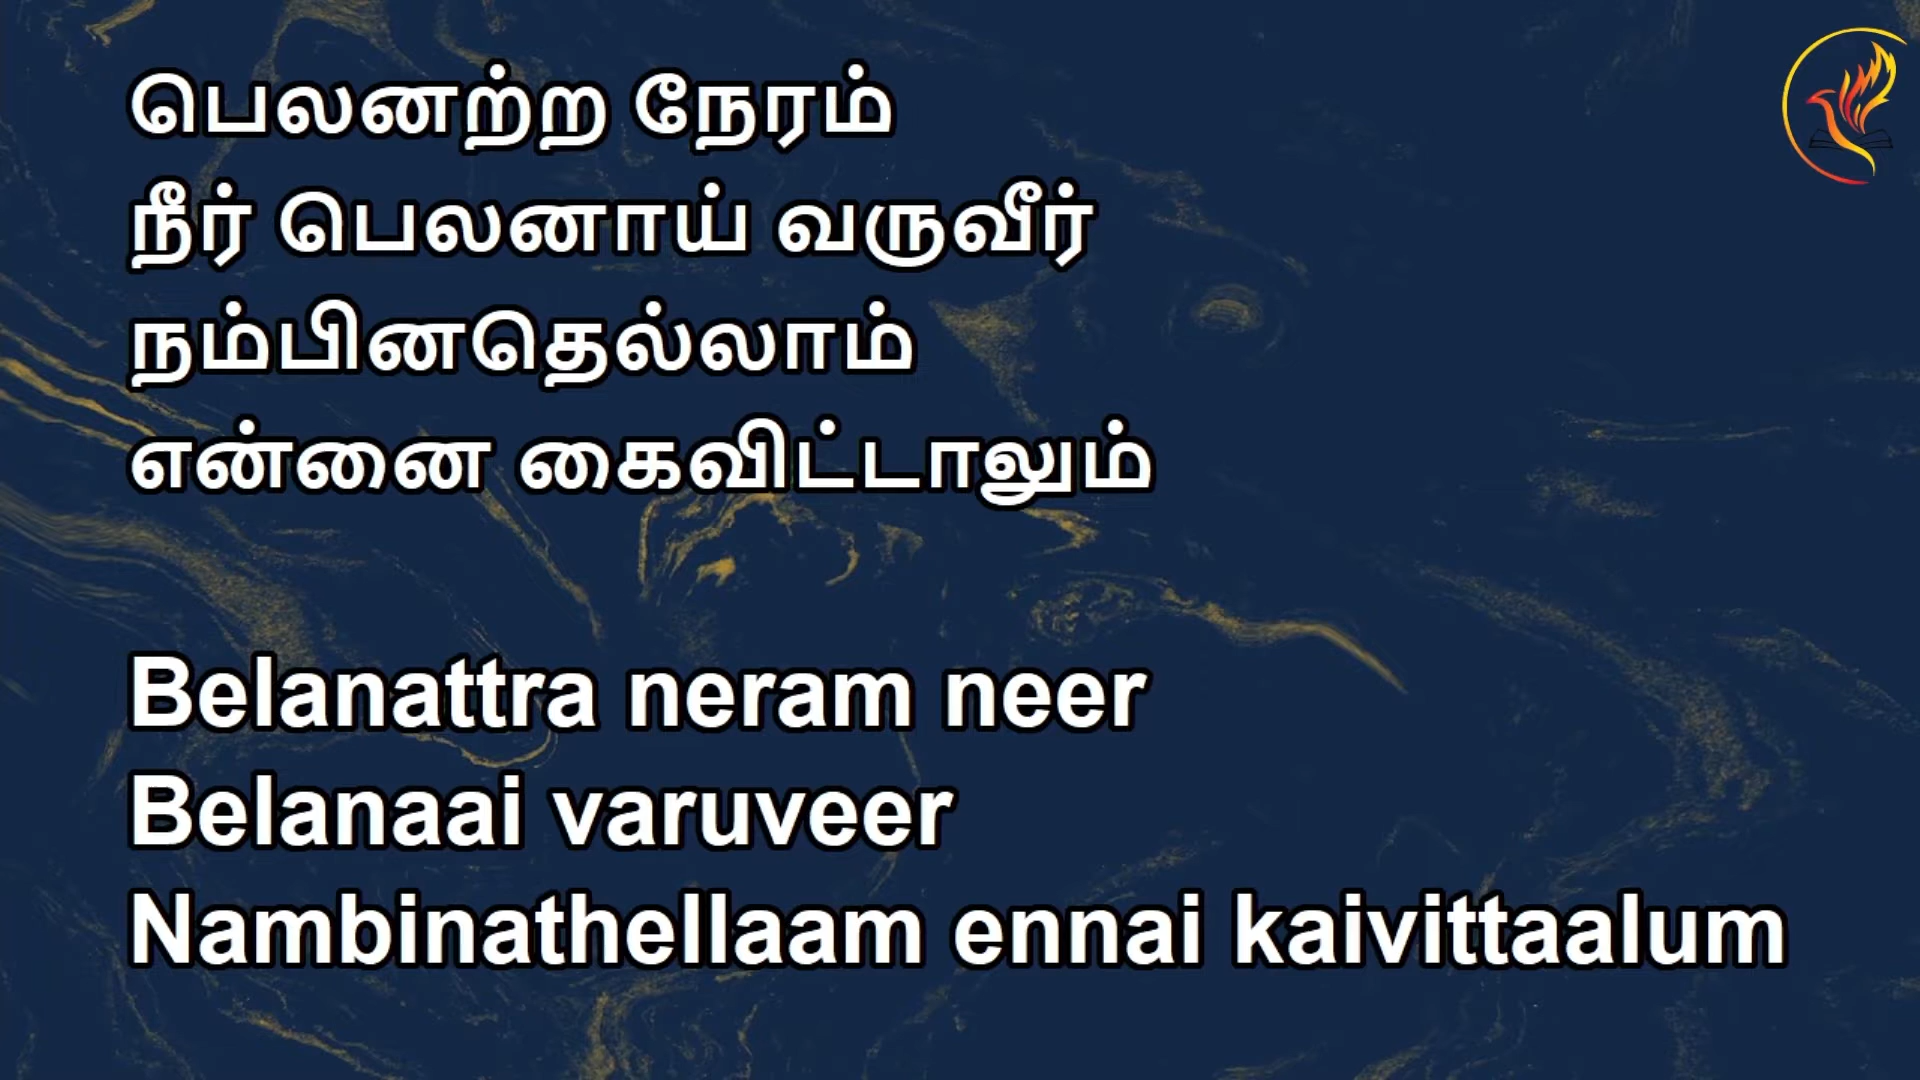 பெலனற்ற நேரம்
நீர் பெலனாய் வருவீர்
நம்பினதெல்லாம்
என்னை கைவிட்டாலும்
Belanattra neram neer
Belanaai varuveer
Nambinathellaam ennai kaivittaalum